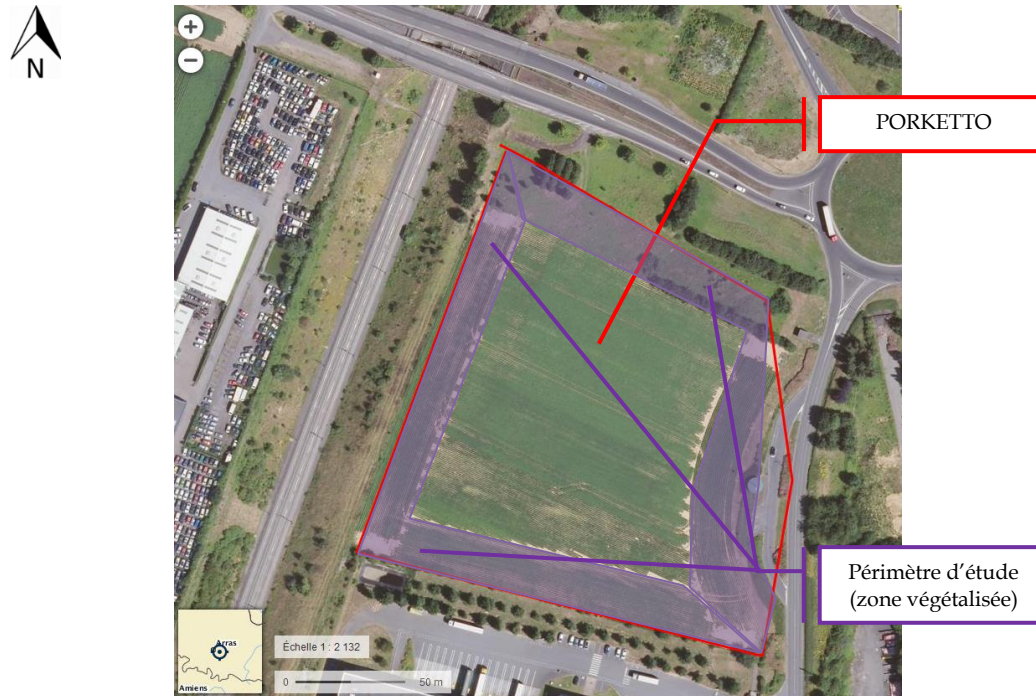 N
+
−
PORKETTO
Périmètre d'étude
(zone végétalisée)
Arras
Amiens
Échelle 1 : 2 132
0 50 m